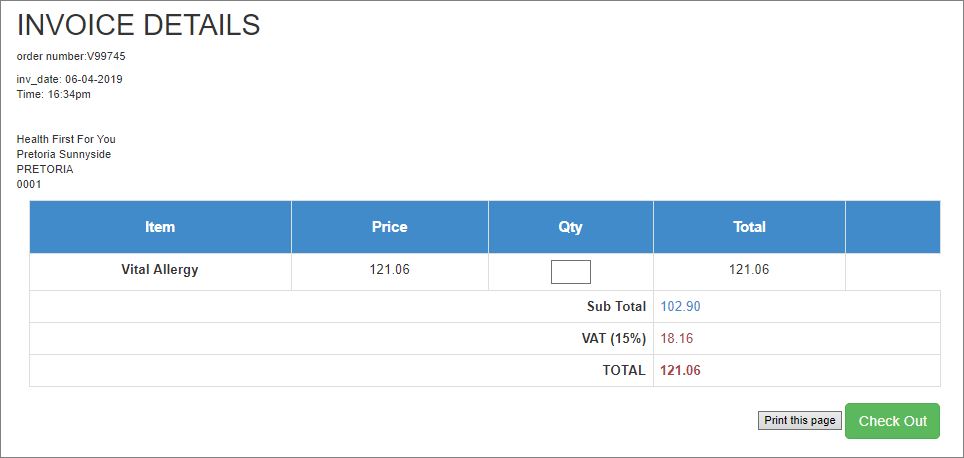 INVOICE DETAILS
order number:V99745
inv_date: 06-04-2019
Time: 16:34pm
Health First For You
Pretoria Sunnyside
PRETORIA
0001
Item Price Qty Total
Vital Allergy 121.06 121.06
Sub Total 102.90
VAT (15%) 18.16
TOTAL 121.06
Print this page Check Out